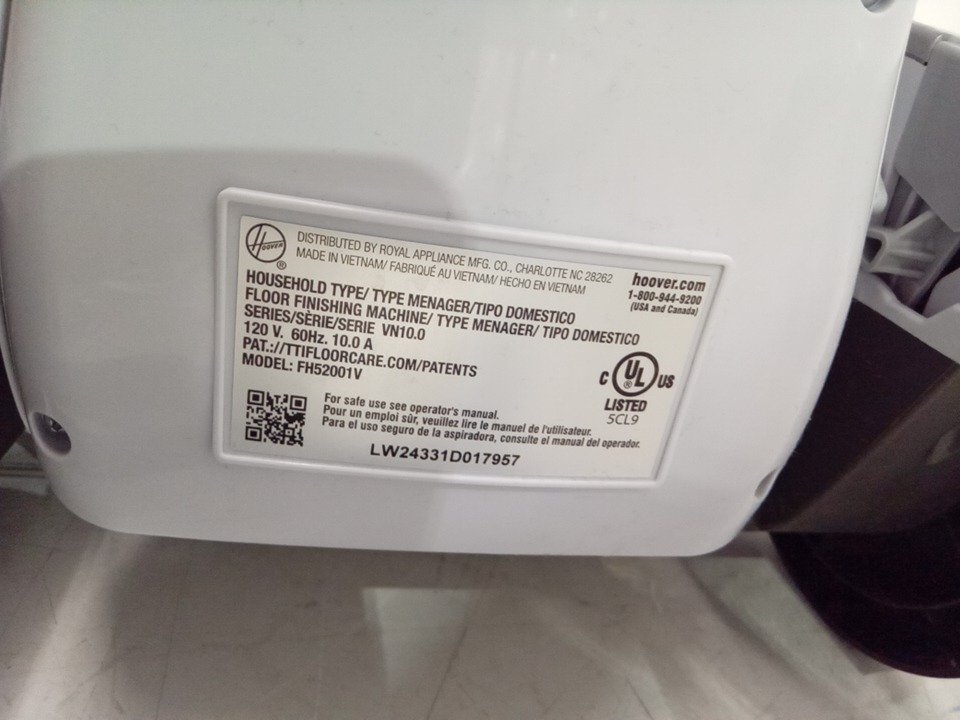 HOOVER
®
DISTRIBUTED BY ROYAL APPLIANCE MFG. CO., CHARLOTTE NC 28262
MADE IN VIETNAM/ FABRIQUÉ AU VIETNAM/ HECHO EN VIETNAM
hoover.com
1-800-944-9200
(USA and Canada)
HOUSEHOLD TYPE/ TYPE MENAGER/TIPO DOMESTICO
FLOOR FINISHING MACHINE/ TYPE MENAGER/ TIPO DOMESTICO
SERIES/SÈRIE/SERIE VN10.0
120 V. 60Hz. 10.0 A
PAT.://TTIFLOORCARE.COM/PATENTS
MODEL: FH52001V
C UL ® US
LISTED
5CL9
For safe use see operator's manual.
Pour un emploi sûr, veuillez lire le manuel de l'utilisateur.
Para el uso seguro de la aspiradora, consulte el manual del operador.
LW24331D017957